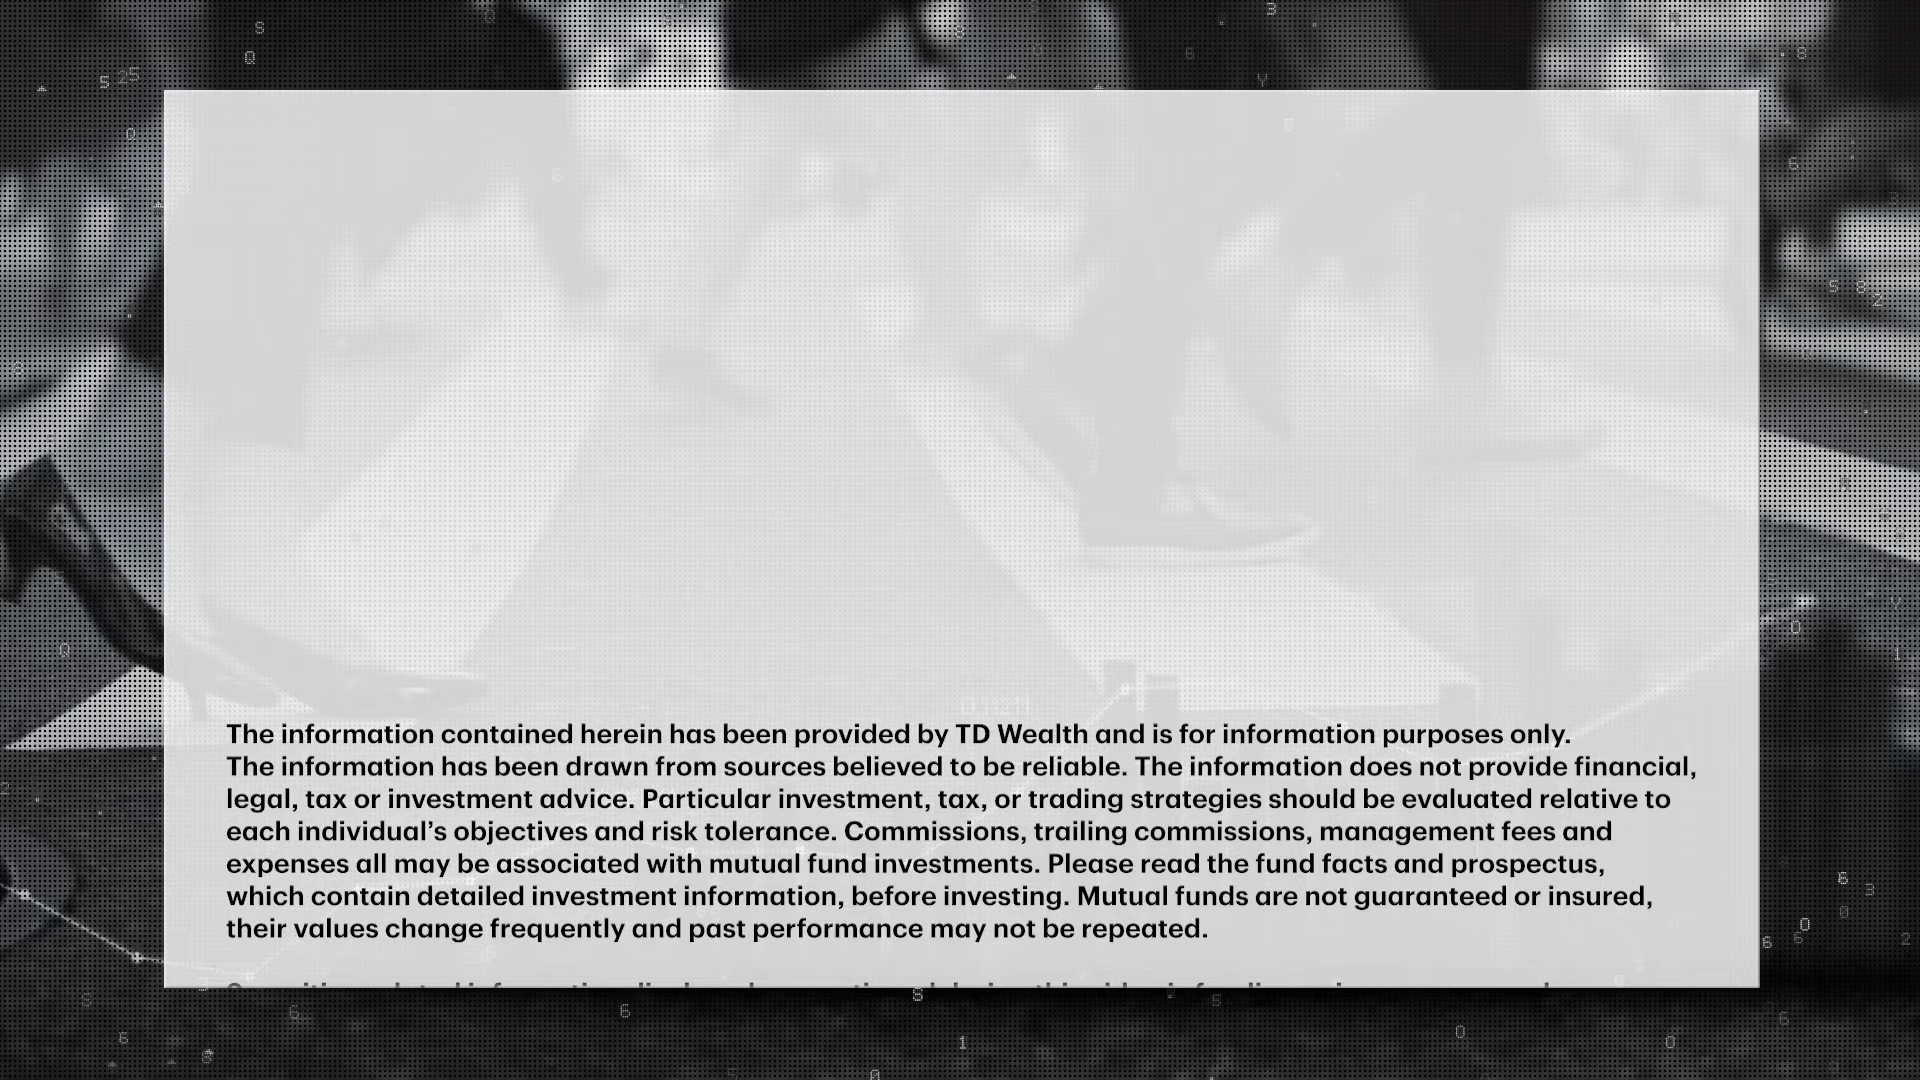 The information contained herein has been provided by TD Wealth and is for information purposes only.
The information has been drawn from sources believed to be reliable. The information does not provide financial,
legal, tax or investment advice. Particular investment, tax, or trading strategies should be evaluated relative to
each individual’s objectives and risk tolerance. Commissions, trailing commissions, management fees and
expenses all may be associated with mutual fund investments. Please read the fund facts and prospectus,
which contain detailed investment information, before investing. Mutual funds are not guaranteed or insured,
their values change frequently and past performance may not be repeated.